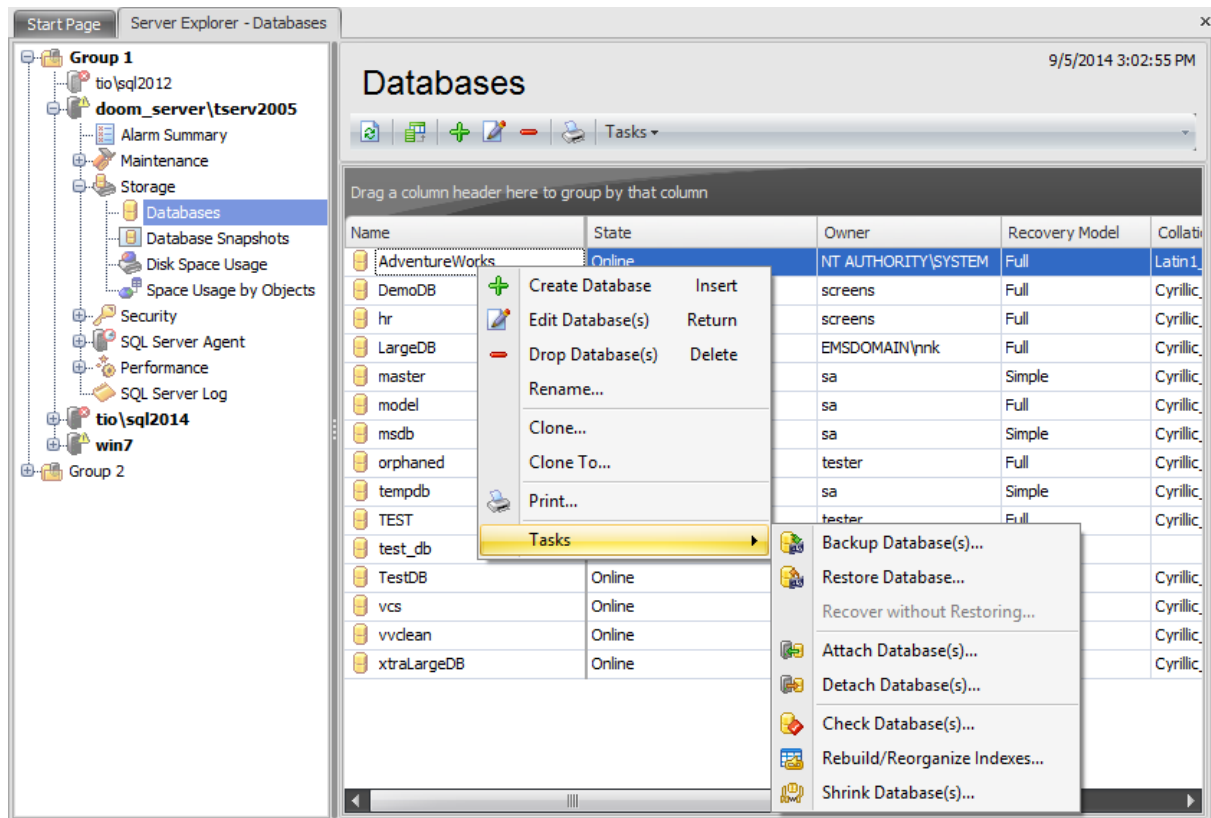 Start Page
Server Explorer - Databases
Group 1
tio\sql2012
doom_server\tserv2005
Alarm Summary
Maintenance
Storage
Databases
Database Snapshots
Disk Space Usage
Space Usage by Objects
Security
SQL Server Agent
Performance
SQL Server Log
tio\sql2014
win7
Group 2
9/5/2014 3:02:55 PM
Databases
Tasks
Drag a column header here to group by that column
Name State Owner Recovery Model Collati
AdventureWorks Online NT AUTHORITY\SYSTEM Full Latin1_
DemoDB screens Full Cyrillic_
hr screens Full Cyrillic_
LargeDB EMSDOMAIN\nnk Full Cyrillic_
master sa Simple Cyrillic_
model sa Full Cyrillic_
msdb sa Simple Cyrillic_
orphaned tester Full Cyrillic_
tempdb sa Simple Cyrillic_
TEST tester Full Cyrillic_
test_db
TestDB Online Cyrillic_
vcs Online Cyrillic_
vvclean Online Cyrillic_
xtraLargeDB Online Cyrillic_
Create Database Insert
Edit Database(s) Return
Drop Database(s) Delete
Rename...
Clone...
Clone To...
Print...
Tasks
Backup Database(s)...
Restore Database...
Recover without Restoring...
Attach Database(s)...
Detach Database(s)...
Check Database(s)...
Rebuild/Reorganize Indexes...
Shrink Database(s)...